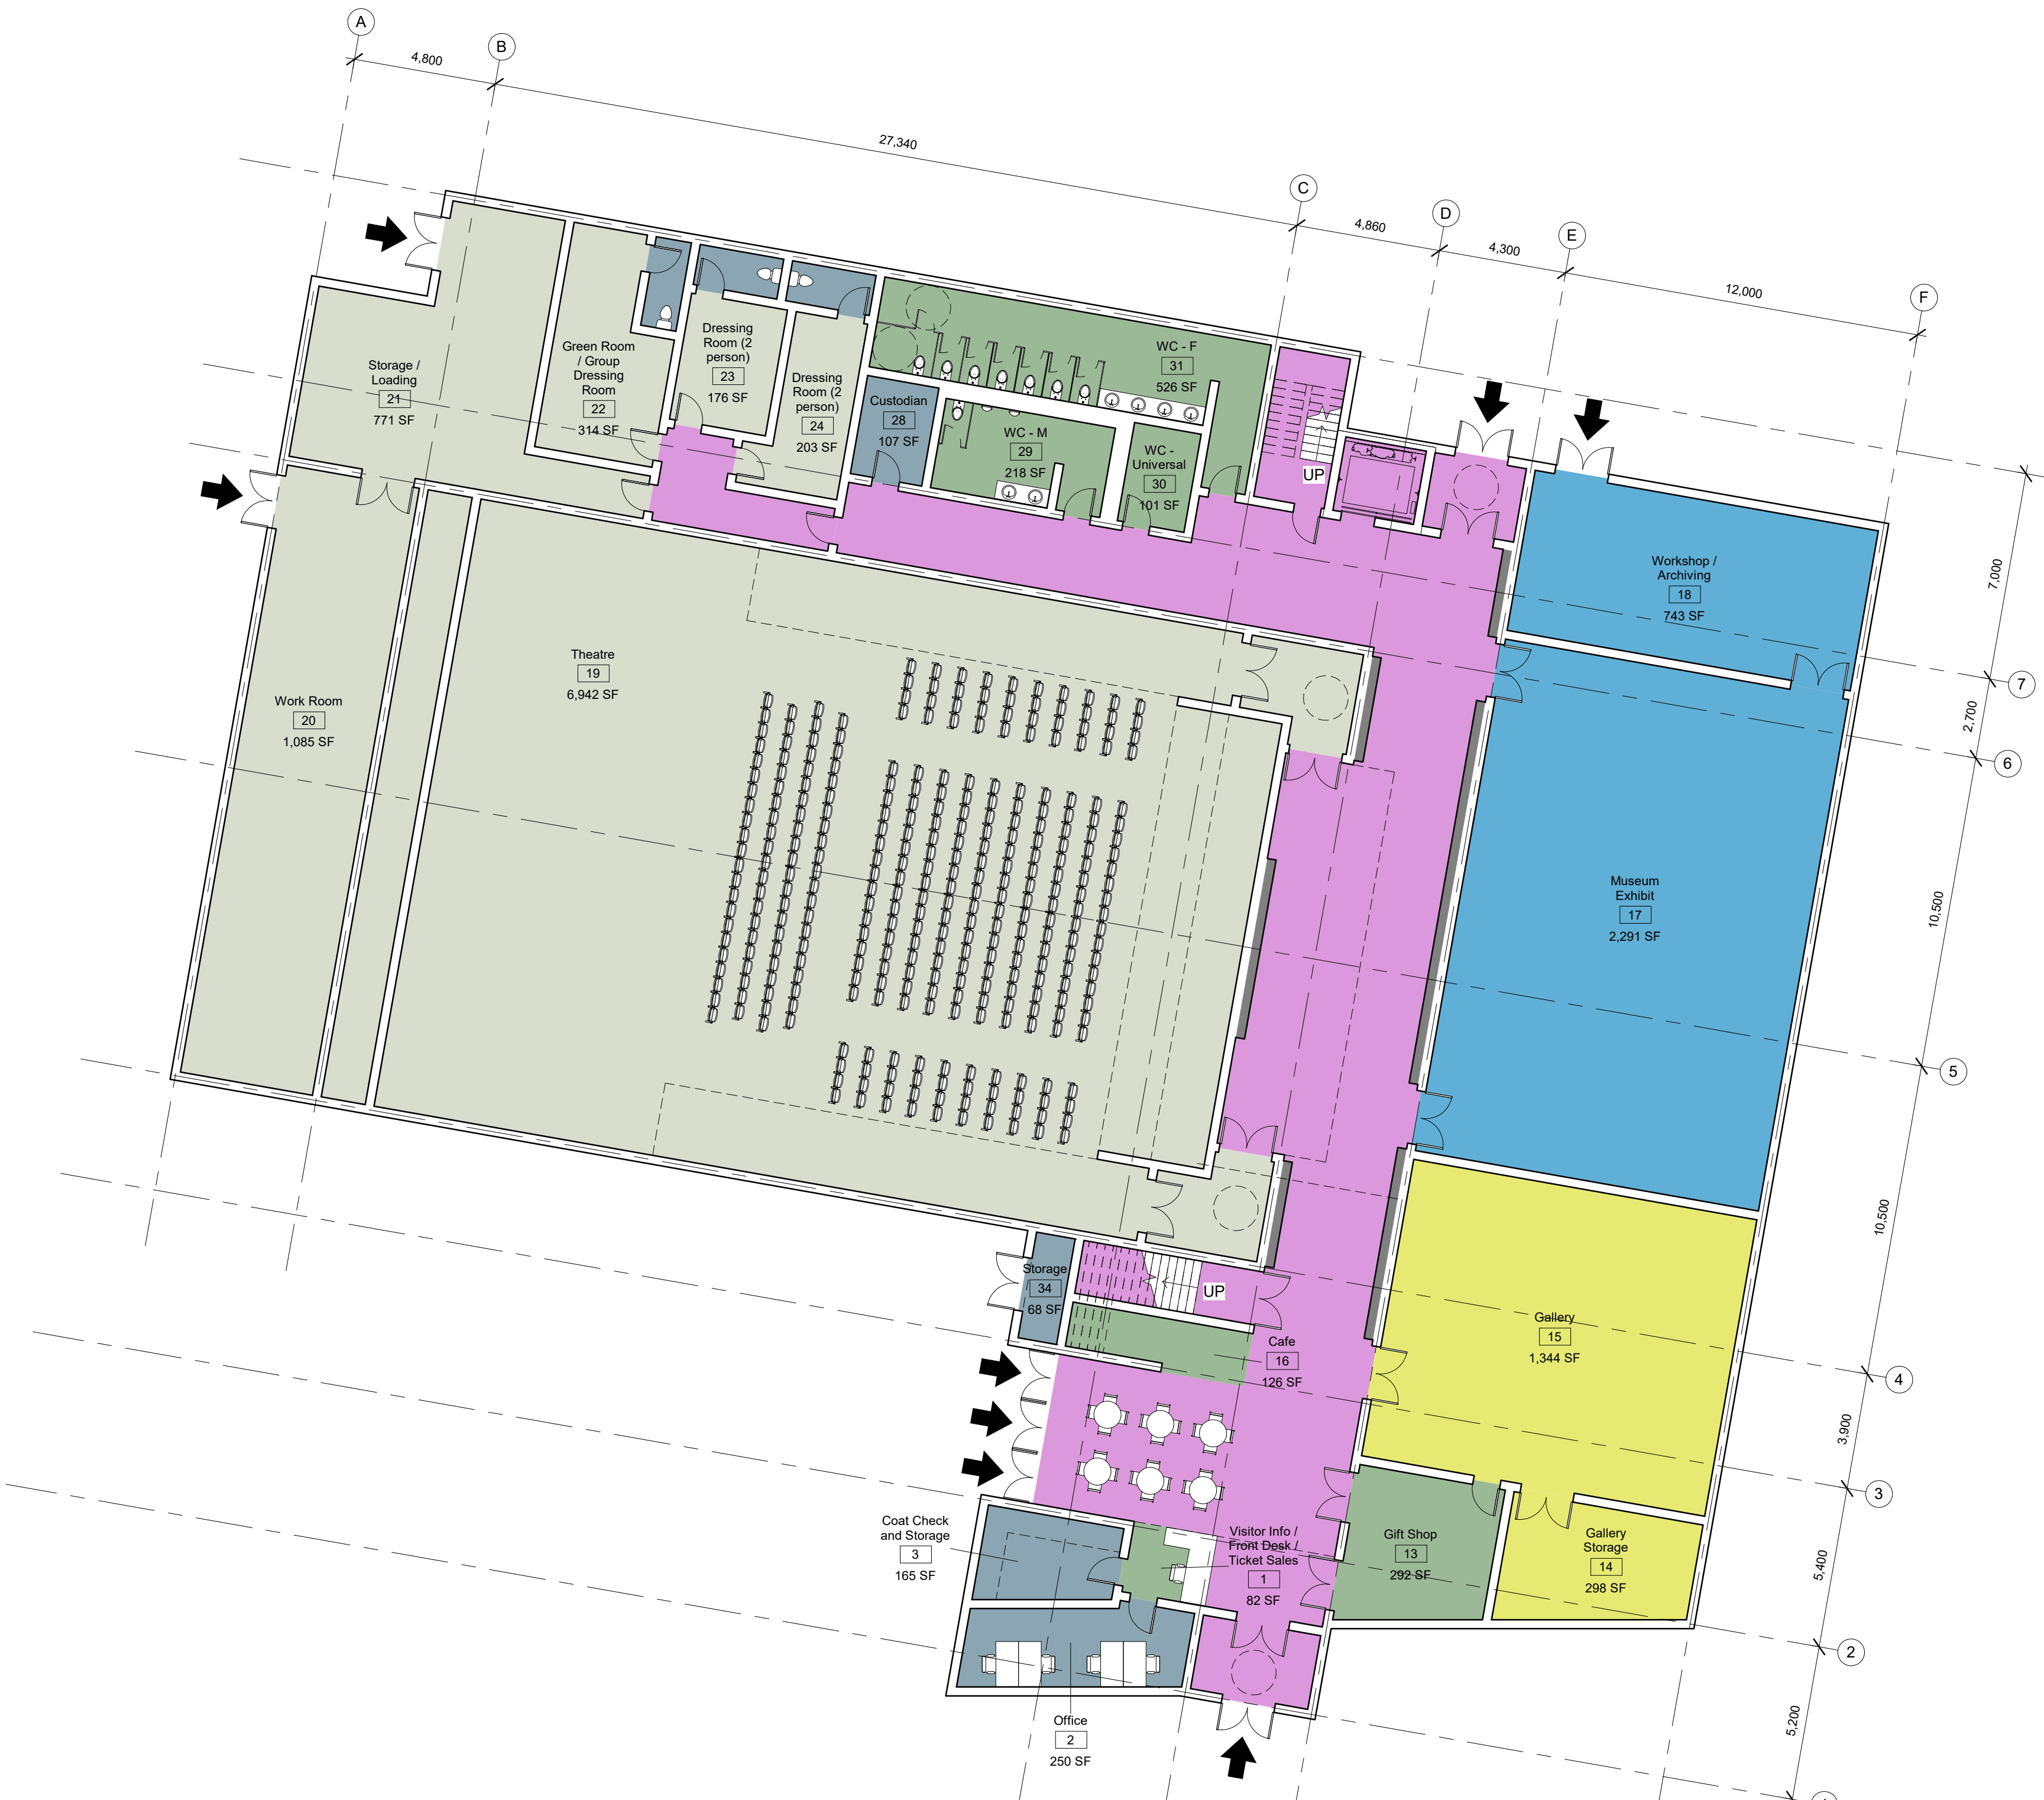 A
B
4,800
27,340
C
D
E
F
4,860
4,300
12,000
Storage /
Loading
21
771 SF
Green Room
/ Group
Dressing
Room
22
314 SF
Dressing
Room (2
person)
23
176 SF
Dressing
Room (2
person)
24
203 SF
Custodian
28
107 SF
WC - F
31
526 SF
WC - M
29
218 SF
WC -
Universal
30
101 SF
UP
Workshop /
Archiving
18
743 SF
7,000
7
2,700
6
Theatre
19
6,942 SF
Work Room
20
1,085 SF
Museum
Exhibit
17
2,291 SF
10,500
5
10,500
Storage
34
68 SF
UP
Cafe
16
126 SF
Gallery
15
1,344 SF
4
3,900
3
Coat Check
and Storage
3
165 SF
Visitor Info /
Front Desk /
Ticket Sales
1
82 SF
Gift Shop
13
292 SF
Gallery
Storage
14
298 SF
5,400
2
Office
2
250 SF
5,200